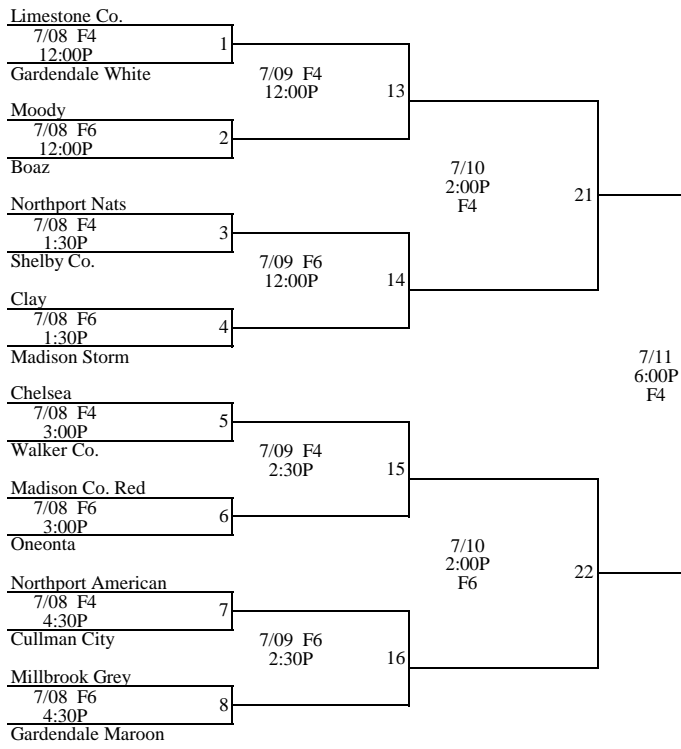 Limestone Co.
7/08 F4
12:00P
1
Gardendale White
7/09 F4
12:00P
13
Moody
7/08 F6
12:00P
2
Boaz
7/10
2:00P
F4
21
Northport Nats
7/08 F4
1:30P
3
Shelby Co.
7/09 F6
12:00P
14
Clay
7/08 F6
1:30P
4
Madison Storm
7/11
6:00P
F4
Chelsea
7/08 F4
3:00P
5
Walker Co.
7/09 F4
2:30P
15
Madison Co. Red
7/08 F6
3:00P
6
Oneonta
7/10
2:00P
F6
22
Northport American
7/08 F4
4:30P
7
Cullman City
7/09 F6
2:30P
16
Millbrook Grey
7/08 F6
4:30P
8
Gardendale Maroon